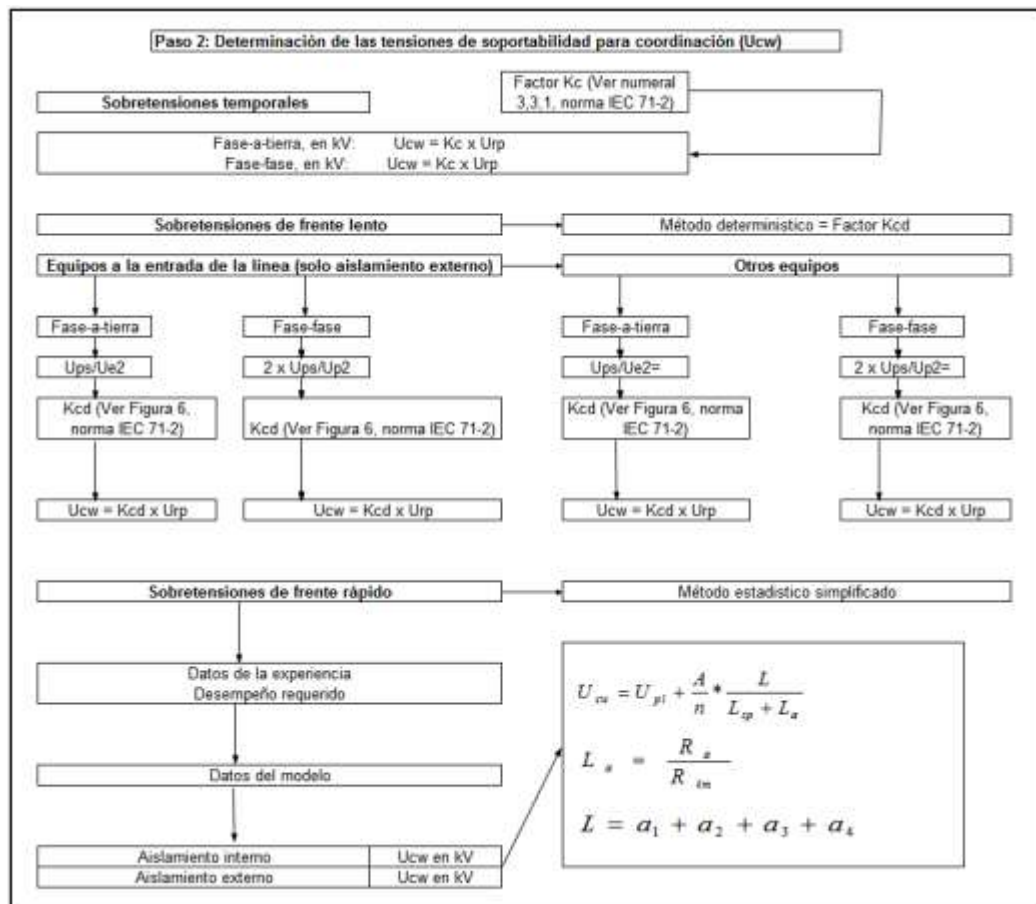 Paso 2: Determinación de las tensiones de soportabilidad para coordinación (Ucw)
Factor Kc (Ver numeral
3,3,1, norma IEC 71-2)
Sobretensiones temporales
Fase-a-tierra, en kV: Ucw = Kc x Urp
Fase-fase, en kV: Ucw = Kc x Urp
Sobretensiones de frente lento
Método deterministico = Factor Kcd
Equipos a la entrada de la línea (solo aislamiento externo)
Otros equipos
Fase-a-tierra
Fase-fase
Fase-a-tierra
Fase-fase
Ups/Ue2
2 x Ups/Up2
Ups/Ue2=
2 x Ups/Up2=
Kcd (Ver Figura 6,
norma IEC 71-2)
Kcd (Ver Figura 6, norma IEC 71-2)
Kcd (Ver Figura 6, norma
IEC 71-2)
Kcd (Ver Figura 6,
norma IEC 71-2)
Ucw = Kcd x Urp
Ucw = Kcd x Urp
Ucw = Kcd x Urp
Ucw = Kcd x Urp
Sobretensiones de frente rápido
Método estadístico simplificado
Datos de la experiencia
Desempeño requerido
Datos del modelo
Aislamiento interno Ucw en kV
Aislamiento externo Ucw en kV
U cw = U pl + A/n * L / (L sp + L a)
L a = R a / R tm
L = a1 + a2 + a3 + a4